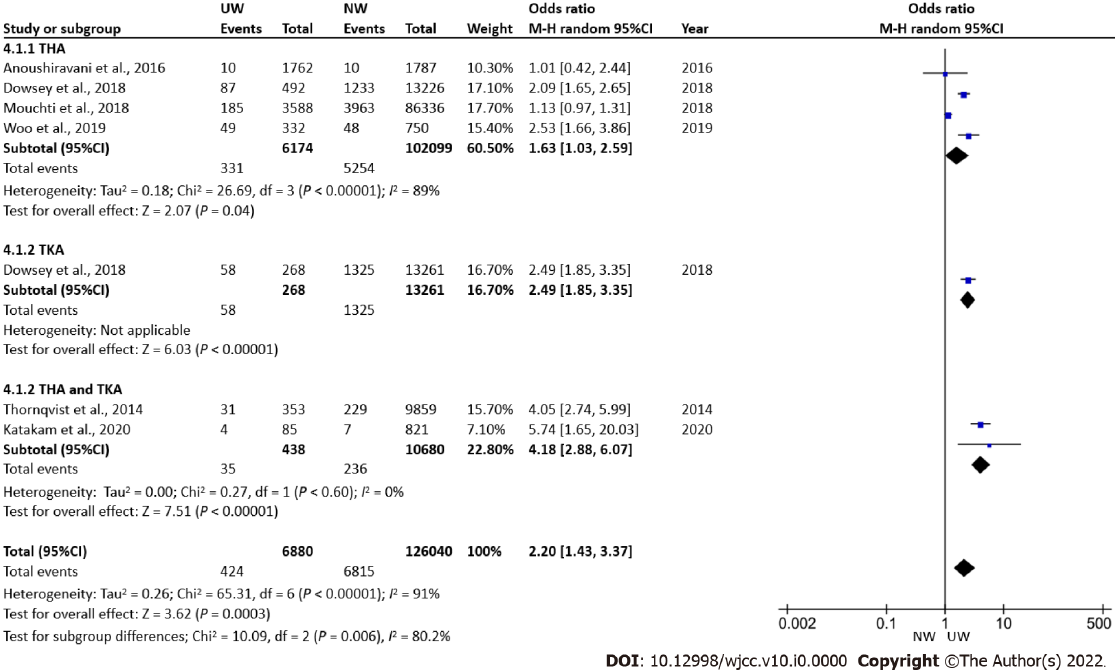 UW NW Odds ratio Odds ratio
Study or subgroup Events Total Events Total Weight M-H random 95%CI Year M-H random 95%CI
4.1.1 THA
Anoushiravani et al., 2016 10 1762 10 1787 10.30% 1.01 [0.42, 2.44] 2016
Dowsey et al., 2018 87 492 1233 13226 17.10% 2.09 [1.65, 2.65] 2018
Mouchti et al., 2018 185 3588 3963 86336 17.70% 1.13 [0.97, 1.31] 2018
Woo et al., 2019 49 332 48 750 15.40% 2.53 [1.66, 3.86] 2019
Subtotal (95%CI) 6174 102099 60.50% 1.63 [1.03, 2.59]
Total events 331 5254
Heterogeneity: Tau² = 0.18; Chi² = 26.69, df = 3 (P < 0.00001); I² = 89%
Test for overall effect: Z = 2.07 (P = 0.04)
4.1.2 TKA
Dowsey et al., 2018 58 268 1325 13261 16.70% 2.49 [1.85, 3.35] 2018
Subtotal (95%CI) 268 13261 16.70% 2.49 [1.85, 3.35]
Total events 58 1325
Heterogeneity: Not applicable
Test for overall effect: Z = 6.03 (P < 0.00001)
4.1.2 THA and TKA
Thornqvist et al., 2014 31 353 229 9859 15.70% 4.05 [2.74, 5.99] 2014
Katakam et al., 2020 4 85 7 821 7.10% 5.74 [1.65, 20.03] 2020
Subtotal (95%CI) 438 10680 22.80% 4.18 [2.88, 6.07]
Total events 35 236
Heterogeneity: Tau² = 0.00; Chi² = 0.27, df = 1 (P < 0.60); I² = 0%
Test for overall effect: Z = 7.51 (P < 0.00001)
Total (95%CI) 6880 126040 100% 2.20 [1.43, 3.37]
Total events 424 6815
Heterogeneity: Tau² = 0.26; Chi² = 65.31, df = 6 (P < 0.00001); I² = 91%
Test for overall effect: Z = 3.62 (P = 0.0003)
Test for subgroup differences; Chi² = 10.09, df = 2 (P = 0.006), I² = 80.2%
0.002 0.1 1 10 500
NW UW
DOI: 10.12998/wjcc.v10.i0.0000 Copyright ©The Author(s) 2022.